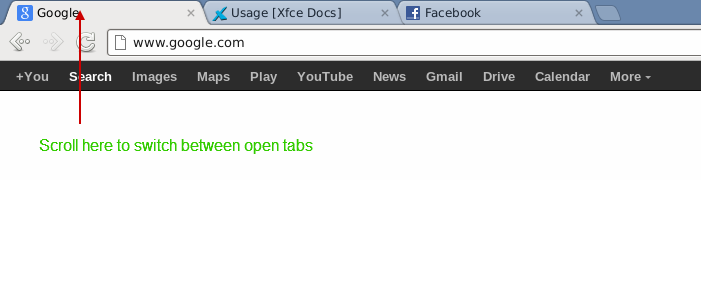 Google
Usage [Xfce Docs]
Facebook
www.google.com
+You Search Images Maps Play YouTube News Gmail Drive Calendar More
Scroll here to switch between open tabs